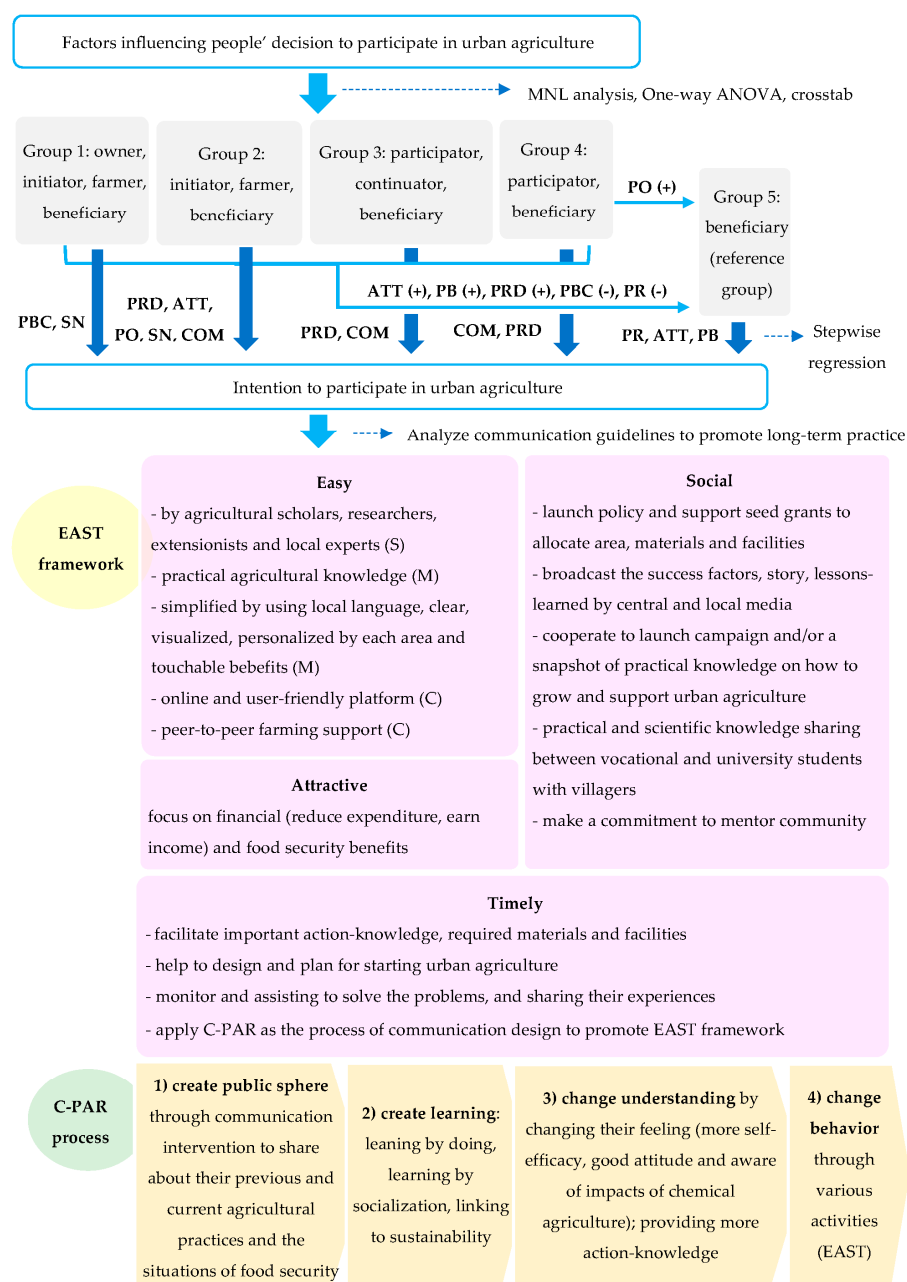 Factors influencing people' decision to participate in urban agriculture
MNL analysis, One-way ANOVA, crosstab
Group 1: owner,
initiator, farmer,
beneficiary
Group 2:
initiator, farmer,
beneficiary
Group 3: participator,
continuator,
beneficiary
Group 4:
participator,
beneficiary
PO (+)
Group 5:
beneficiary
(reference
group)
ATT (+), PB (+), PRD (+), PBC (-), PR (-)
PBC, SN
PRD, ATT,
PO, SN, COM
PRD, COM
COM, PRD
PR, ATT, PB
Stepwise
regression
Intention to participate in urban agriculture
Analyze communication guidelines to promote long-term practice
EAST
framework
Easy
- by agricultural scholars, researchers,
extensionists and local experts (S)
- practical agricultural knowledge (M)
- simplified by using local language, clear,
visualized, personalized by each area and
touchable bebefits (M)
- online and user-friendly platform (C)
- peer-to-peer farming support (C)
Attractive
focus on financial (reduce expenditure, earn
income) and food security benefits
Social
- launch policy and support seed grants to
allocate area, materials and facilities
- broadcast the success factors, story, lessons-
learned by central and local media
- cooperate to launch campaign and/or a
snapshot of practical knowledge on how to
grow and support urban agriculture
- practical and scientific knowledge sharing
between vocational and university students
with villagers
- make a commitment to mentor community
Timely
- facilitate important action-knowledge, required materials and facilities
- help to design and plan for starting urban agriculture
- monitor and assisting to solve the problems, and sharing their experiences
- apply C-PAR as the process of communication design to promote EAST framework
C-PAR
process
1) create public sphere
through communication
intervention to share
about their previous and
current agricultural
practices and the
situations of food security
2) create learning:
leaning by doing,
learning by
socialization, linking
to sustainability
3) change understanding by
changing their feeling (more self-
efficacy, good attitude and aware
of impacts of chemical
agriculture); providing more
action-knowledge
4) change
behavior
through
various
activities
(EAST)